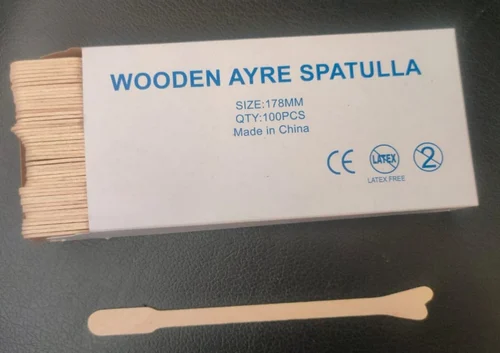 WOODEN AYRE SPATULLA
SIZE:178MM
QTY:100PCS
Made in China
CE LATEX 2
LATEX FREE